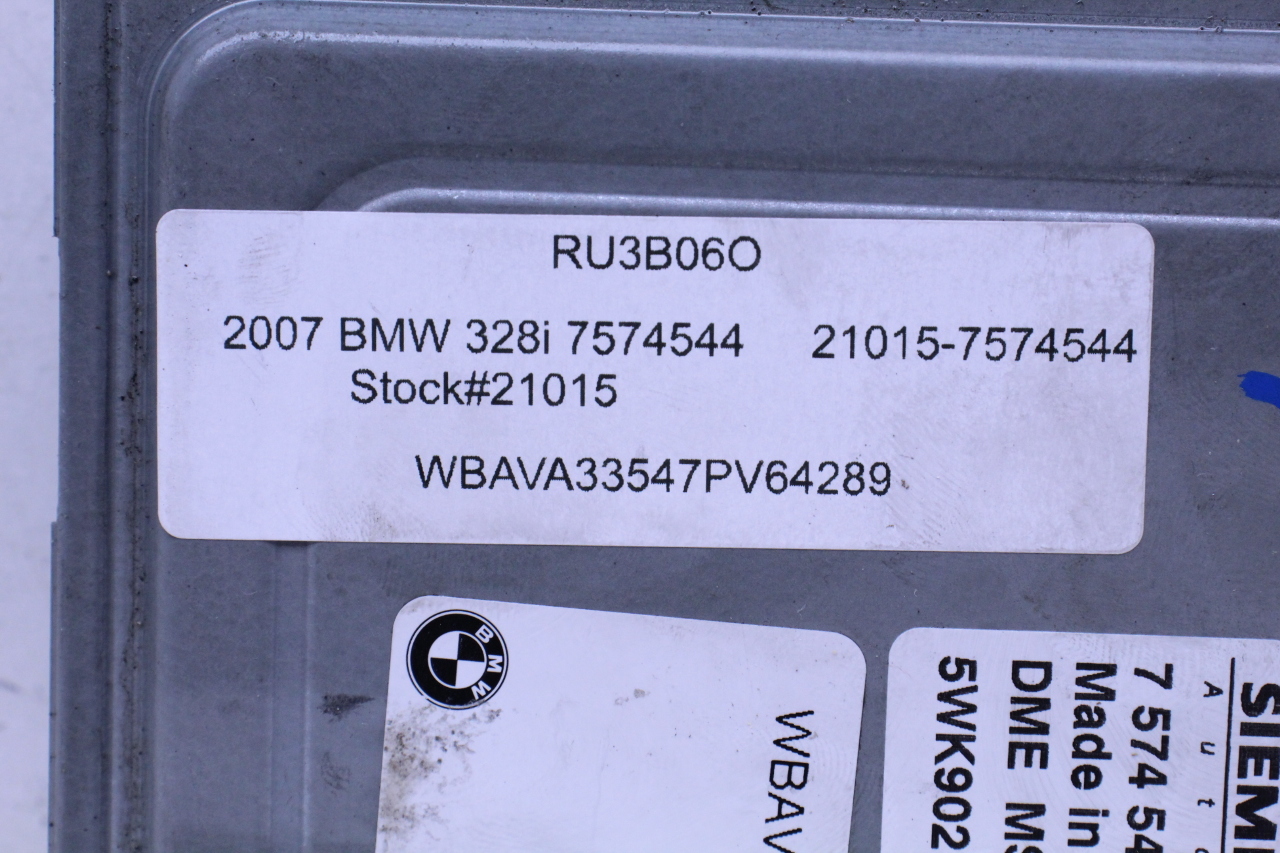 RU3B06O
2007 BMW 328i 7574544 21015-7574544
Stock#21015
WBAVA33547PV64289
BMW
WBAV
SIEM
Aut
7 574 54
Made in
DME MS
5WK902